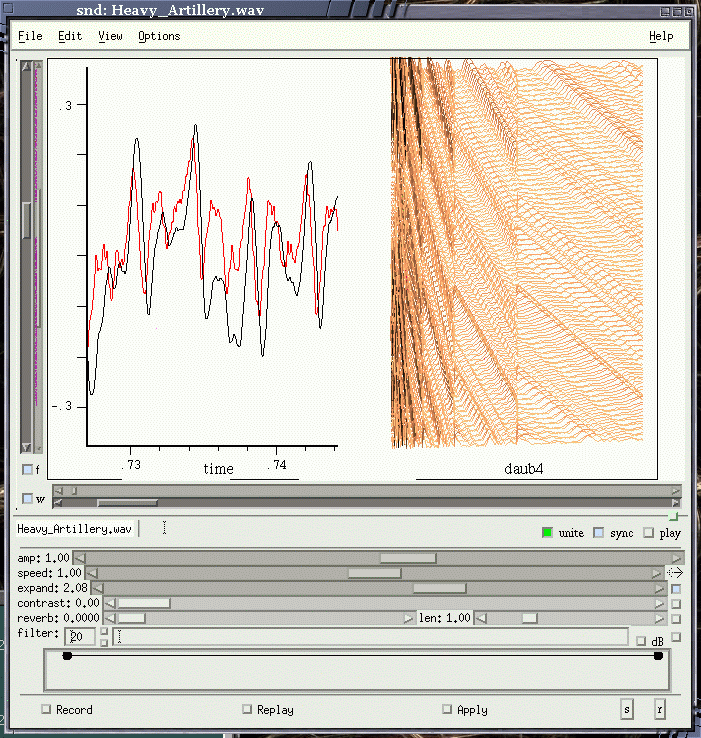 snd: Heavy_Artillery.wav
File Edit View Options Help
.3
-.3
.73 time .74 daub4
f
w
Heavy_Artillery.wav
unite sync play
amp: 1.00
speed: 1.00
expand: 2.08
contrast: 0.00
reverb: 0.0000 len: 1.00
filter: 20 dB
Record Replay Apply s r